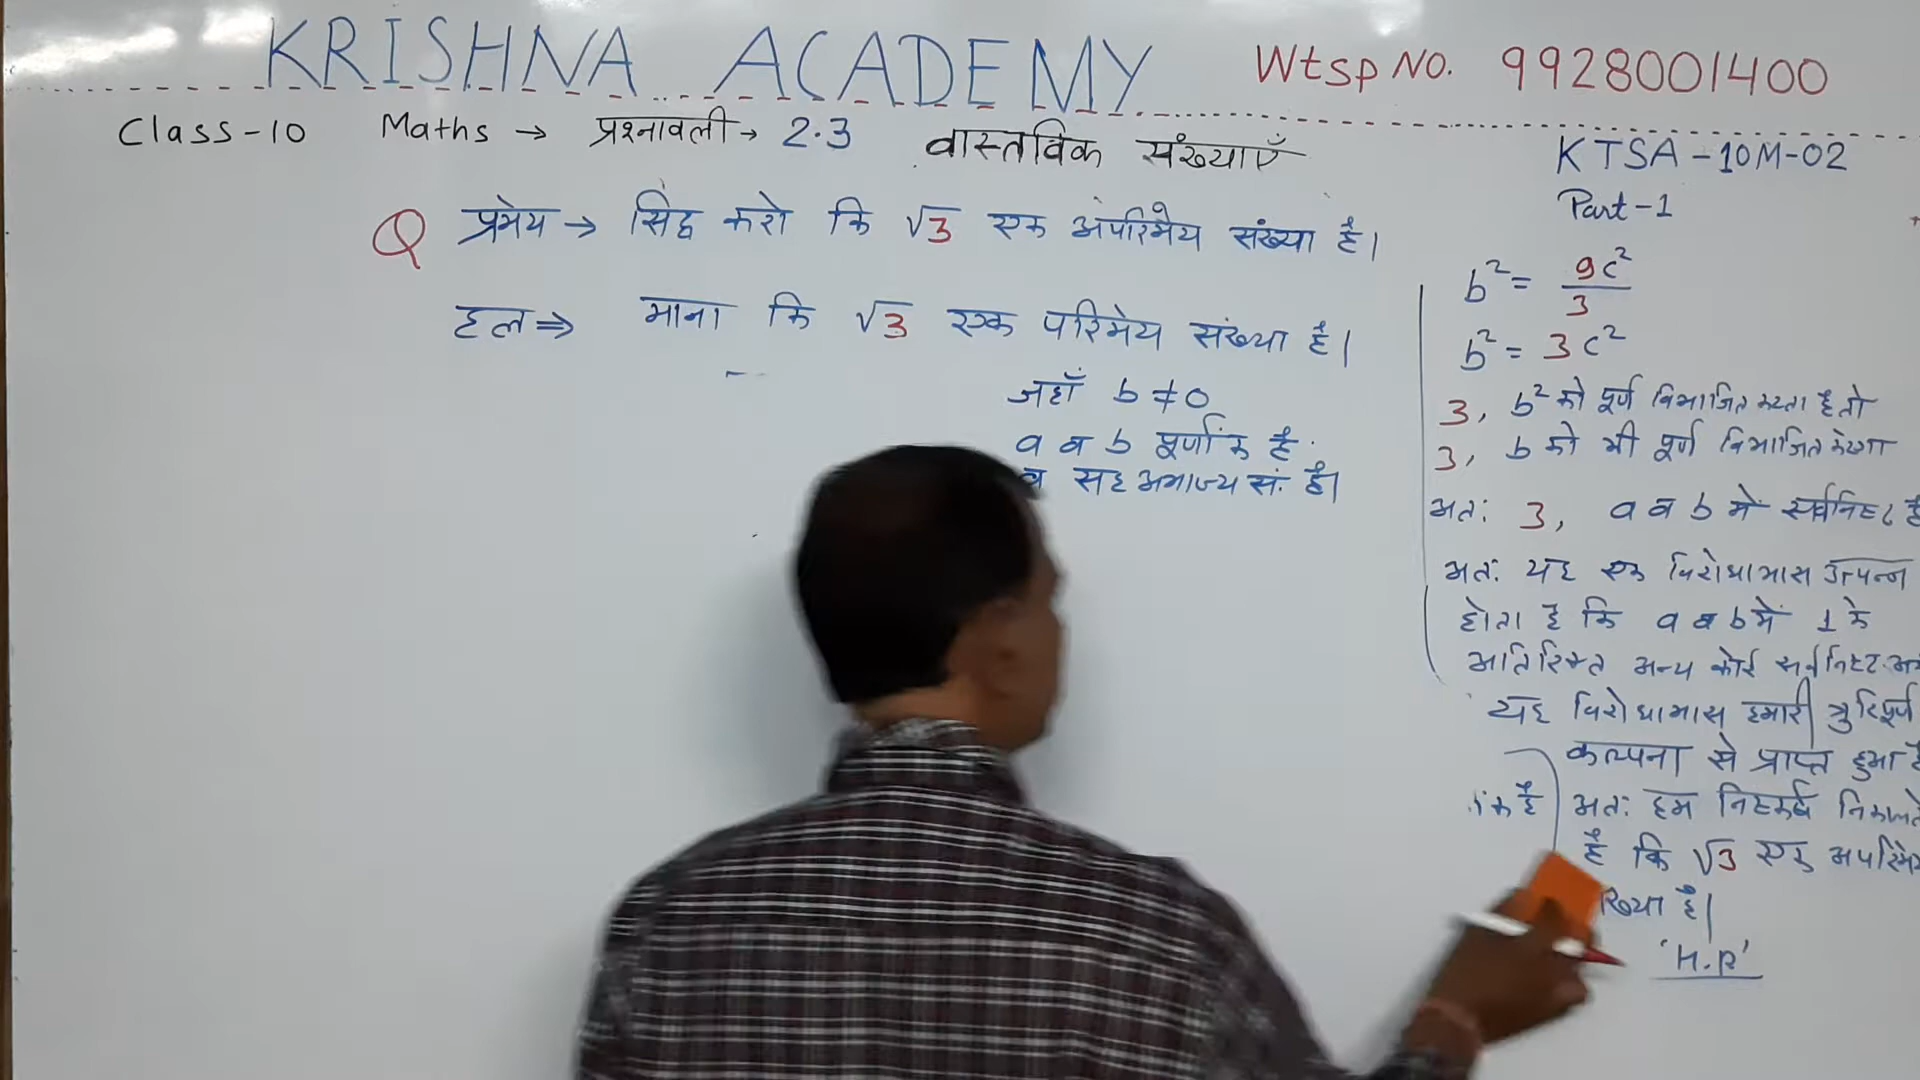 KRISHNA ACADEMY Wtsp NO. 9928001400
Class-10 Maths → प्रश्नावली → 2.3 वास्तविक संख्याएँ
KTSA-10M-02
Part-1
Q प्रमेय → सिद्ध करो कि √3 एक अपरिमेय संख्या है।
हल ⇒ माना कि √3 एक परिमेय संख्या है।
जहाँ b ≠ 0
a व b पूर्णांक है
व सह अभाज्य सं. है।
b² = 9c²/3
b² = 3c²
3, b² को पूर्ण विभाजित करता है तो
3, b को भी पूर्ण विभाजित करेगा
अत: 3, a व b में सर्वनिष्ट है
अत: यह एक विरोधाभास उत्पन्न
होता है कि a व b में 1 के
अतिरिक्त अन्य कोई सर्वनिष्ट
यह विरोधाभास हमारी त्रुटिपूर्ण
कल्पना से प्राप्त हुआ है
अत: हम निष्कर्ष निकालते
है कि √3 एक अपरिमेय
ख्या है।
'H.P'